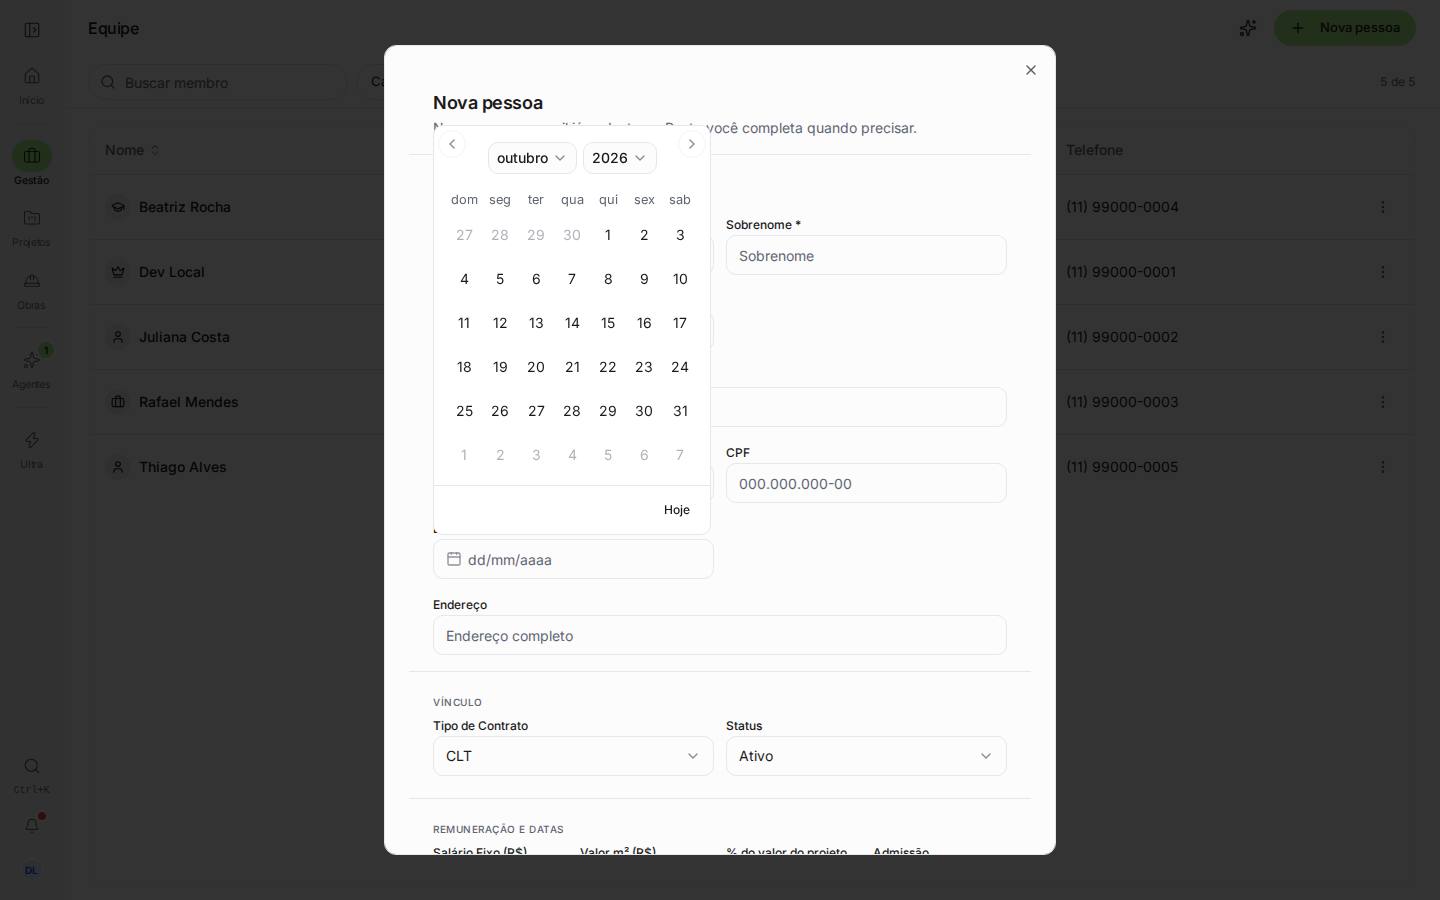 Equipe
Nova pessoa
Buscar membro
5 de 5
Início
Gestão
Projetos
Obras
1
Agentes
Ultra
Ctrl+K
DL
Nome
Telefone
Beatriz Rocha
(11) 99000-0004
Dev Local
(11) 99000-0001
Juliana Costa
(11) 99000-0002
Rafael Mendes
(11) 99000-0003
Thiago Alves
(11) 99000-0005
Nova pessoa
você completa quando precisar.
outubro
2026
dom seg ter qua qui sex sab
27 28 29 30 1 2 3
4 5 6 7 8 9 10
11 12 13 14 15 16 17
18 19 20 21 22 23 24
25 26 27 28 29 30 31
1 2 3 4 5 6 7
Hoje
Sobrenome *
Sobrenome
CPF
000.000.000-00
dd/mm/aaaa
Endereço
Endereço completo
VÍNCULO
Tipo de Contrato
Status
CLT
Ativo
REMUNERAÇÃO E DATAS
Salário Fixo (R$)
Valor m² (R$)
% do valor do projeto
Admissão